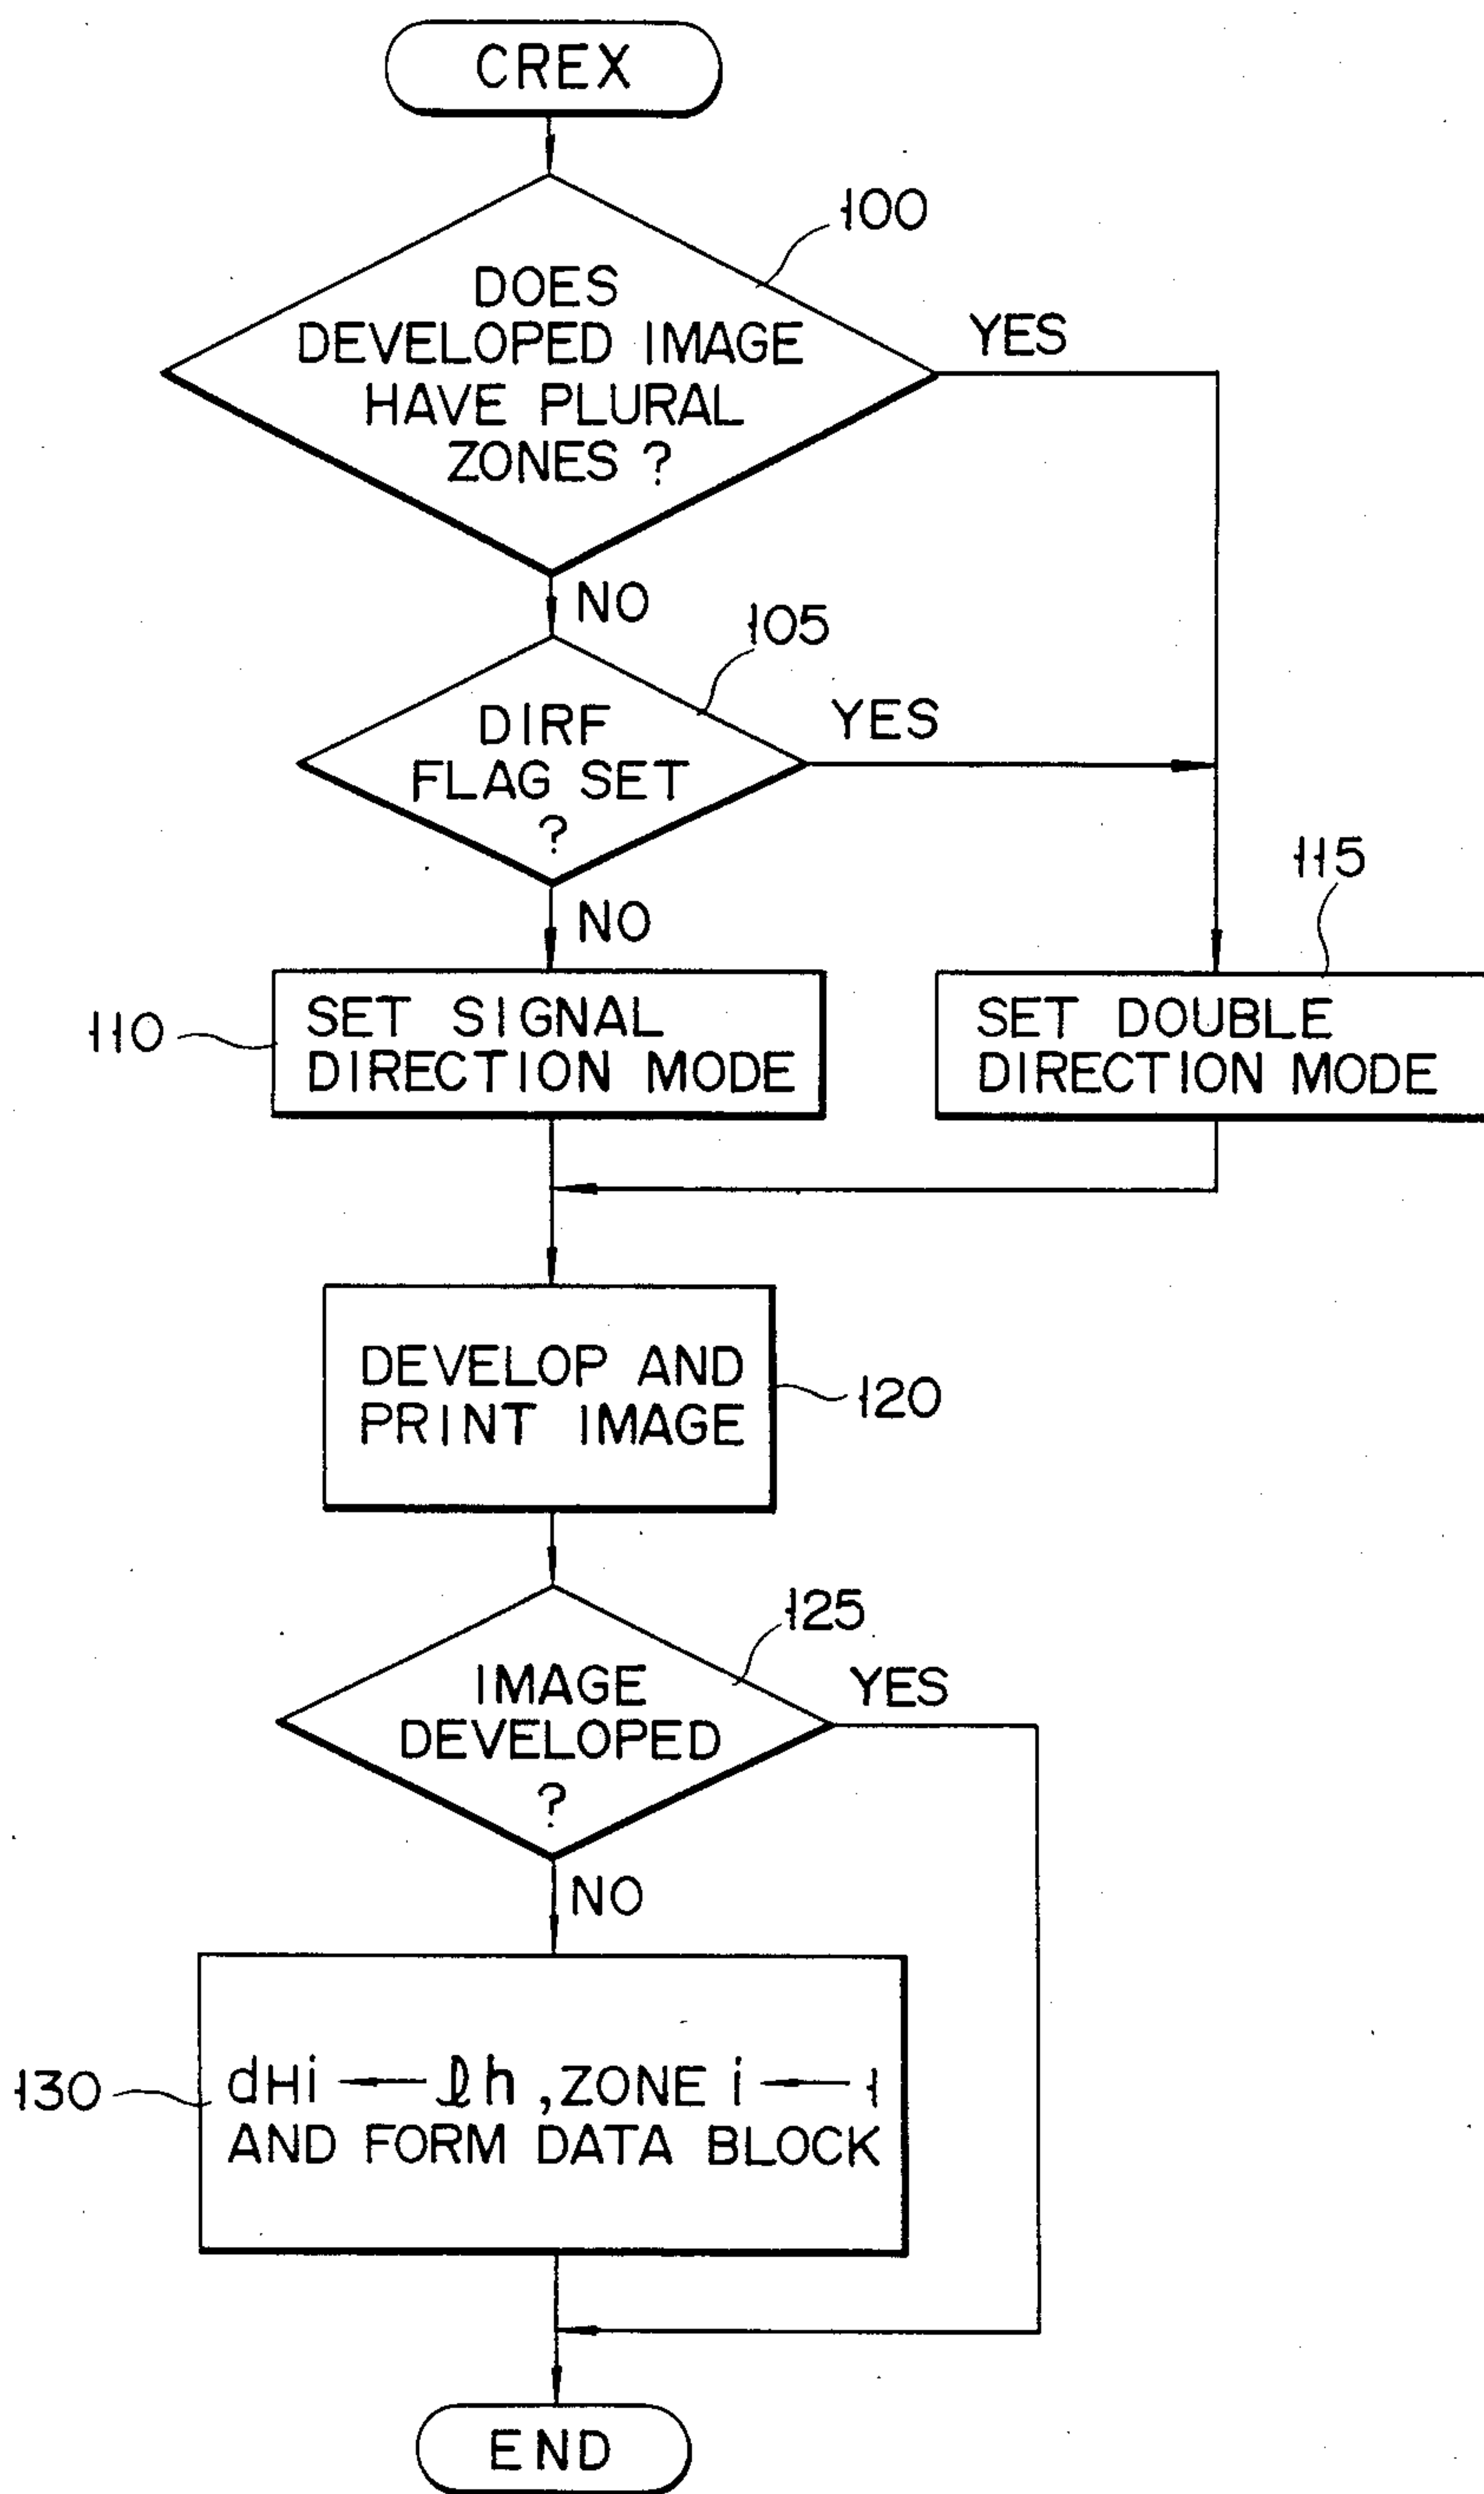 CREX
100
DOES
DEVELOPED IMAGE
HAVE PLURAL
ZONES ?
YES
NO
105
DIRF
FLAG SET
?
YES
NO
115
110
SET SIGNAL
DIRECTION MODE
SET DOUBLE
DIRECTION MODE
DEVELOP AND
PRINT IMAGE
120
125
IMAGE
DEVELOPED
?
YES
NO
130
dHi ← ℓh, ZONE i ← 1
AND FORM DATA BLOCK
END